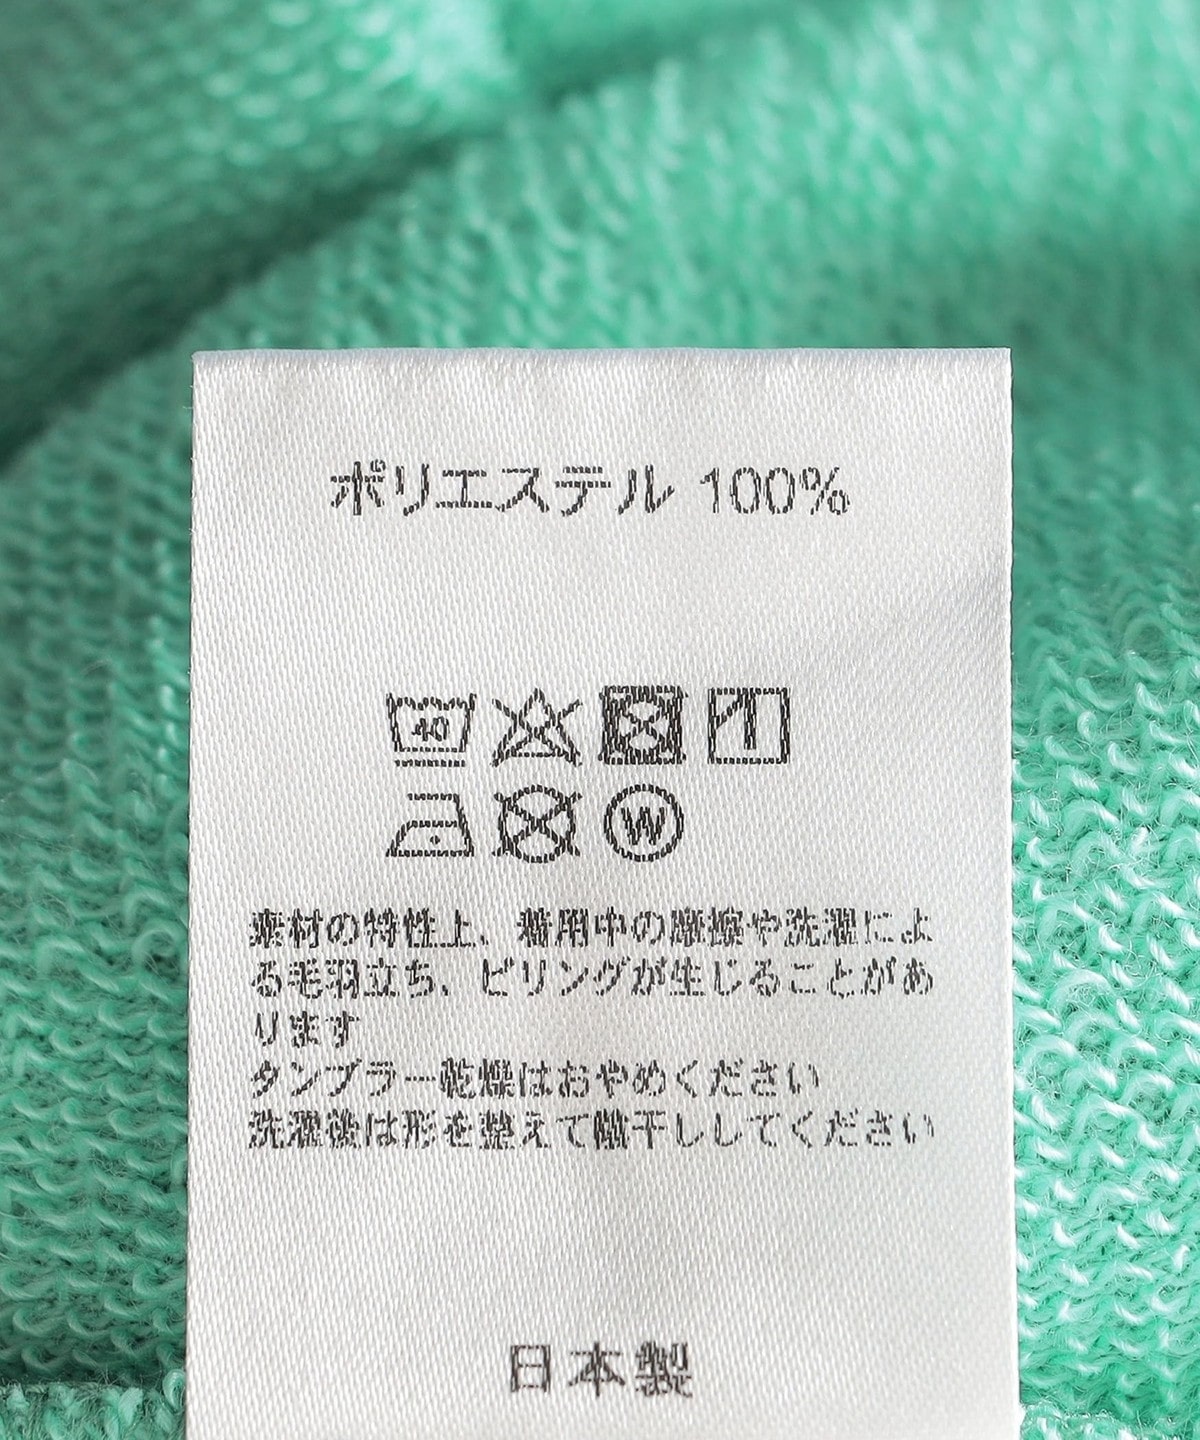 ポリエステル 100%
40
W
素材の特性上、着用中の摩擦や洗濯によ
る毛羽立ち、ピリングが生じることがあ
ります
タンブラー乾燥はおやめください
洗濯後は形を整えて陰干ししてください
日本製